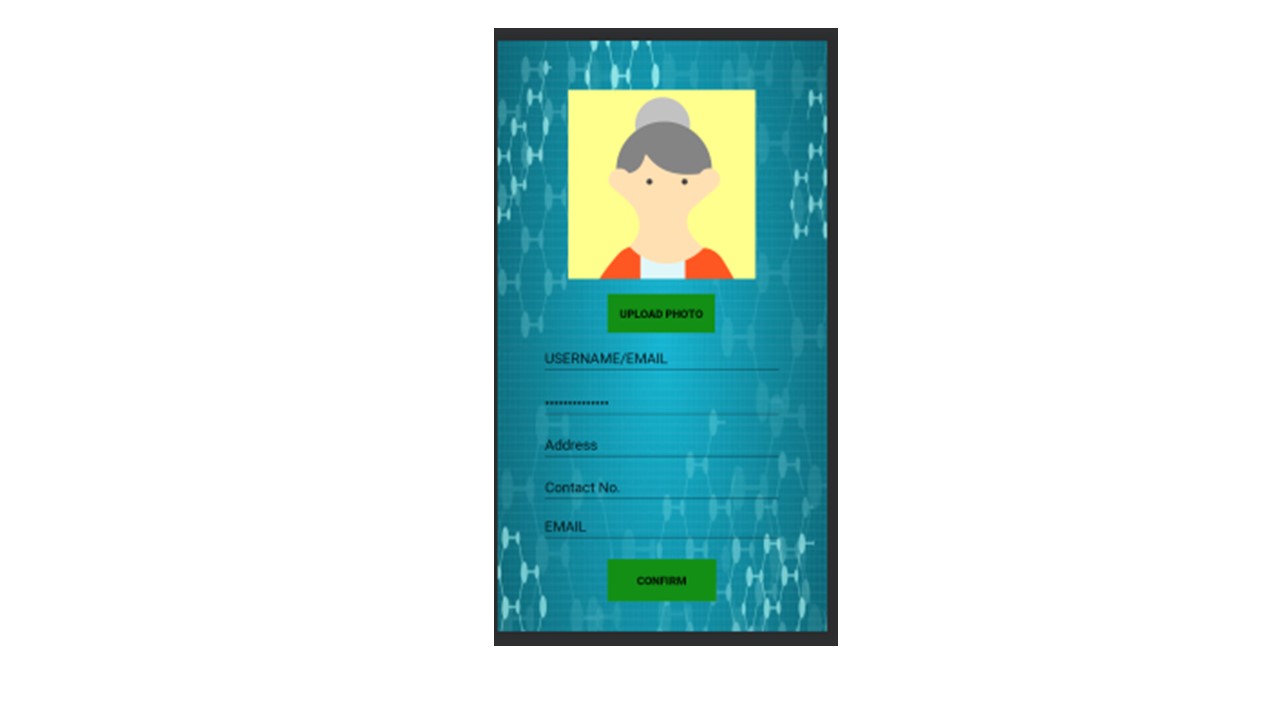 UPLOAD PHOTO
USERNAME/EMAIL
••••••••••••••
Address
Contact No.
EMAIL
CONFIRM